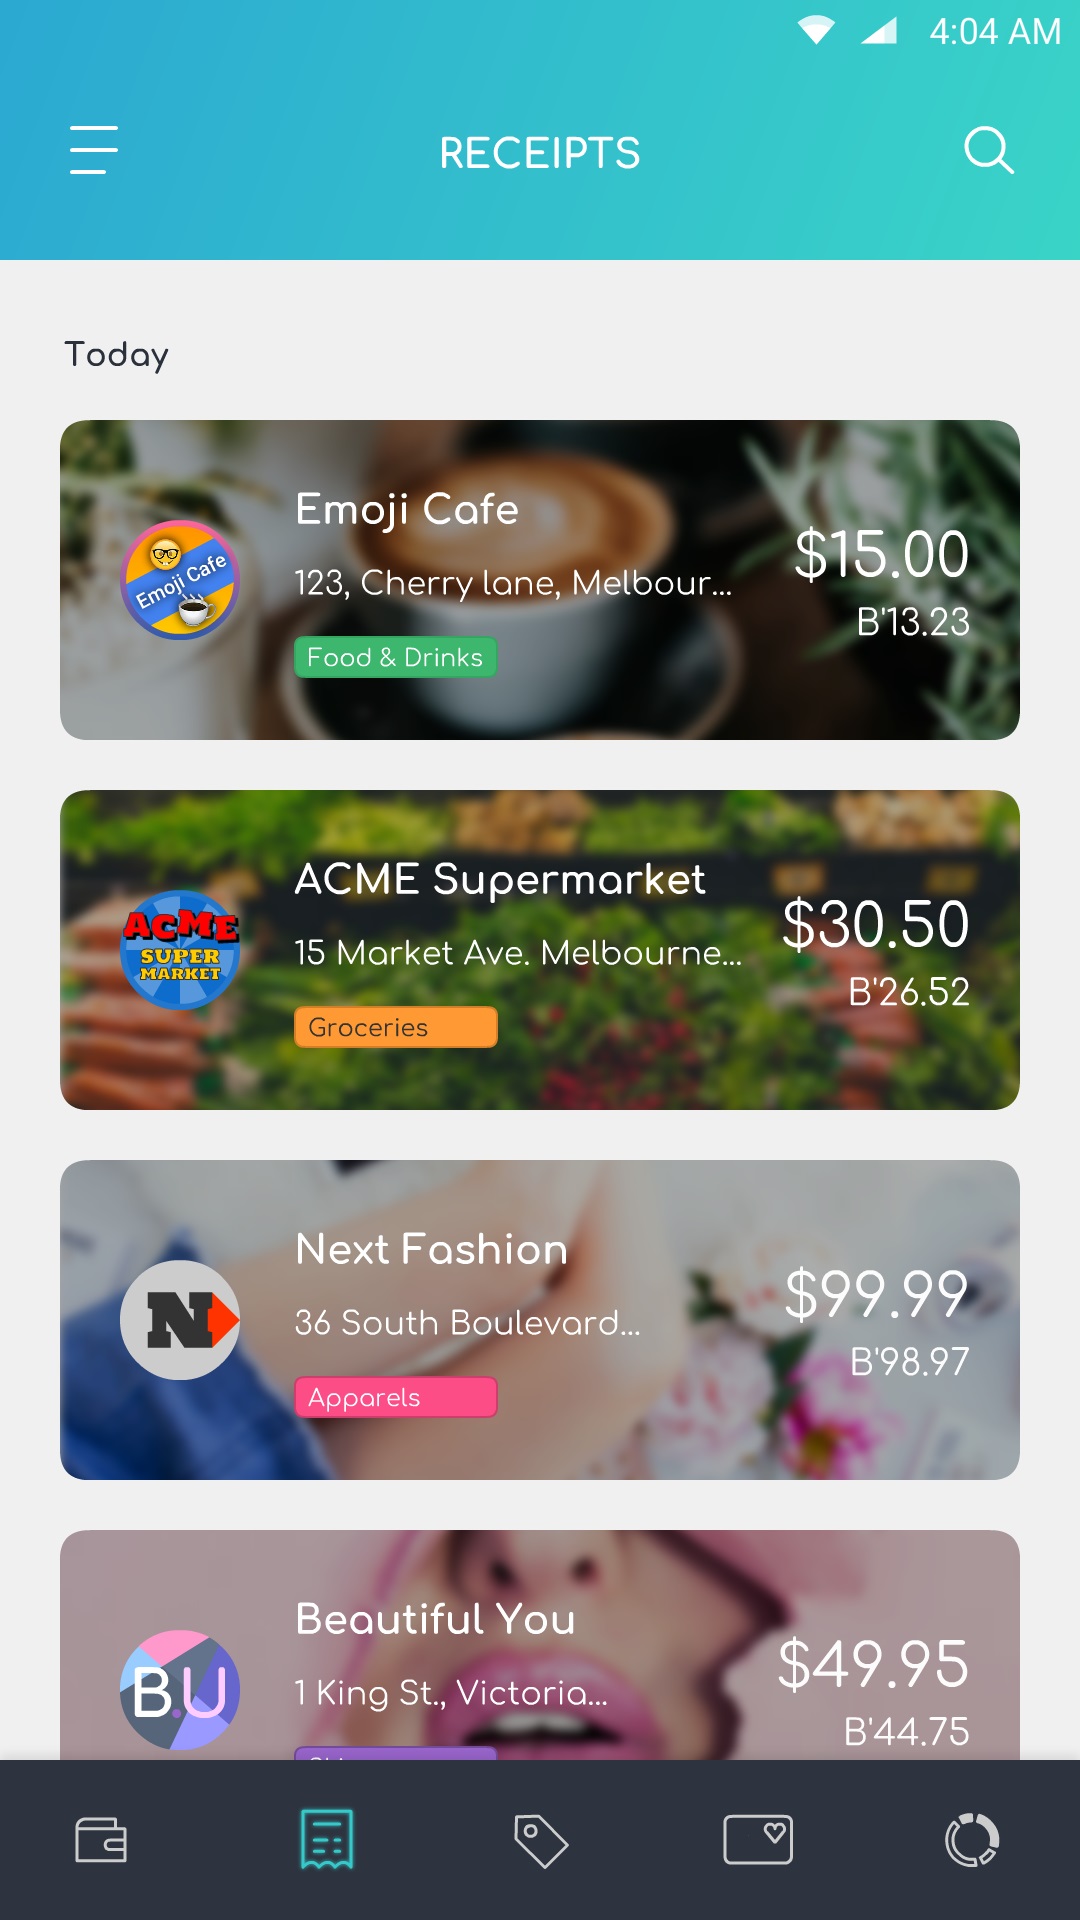 4:04 AM
RECEIPTS
Today
Emoji Cafe
Emoji Cafe
123, Cherry lane, Melbour...
$15.00
B'13.23
Food & Drinks
ACME
SUPER
MARKET
ACME Supermarket
15 Market Ave. Melbourne...
$30.50
B'26.52
Groceries
N
Next Fashion
36 South Boulevard...
$99.99
B'98.97
Apparels
B.U
Beautiful You
1 King St., Victoria...
$49.95
B'44.75